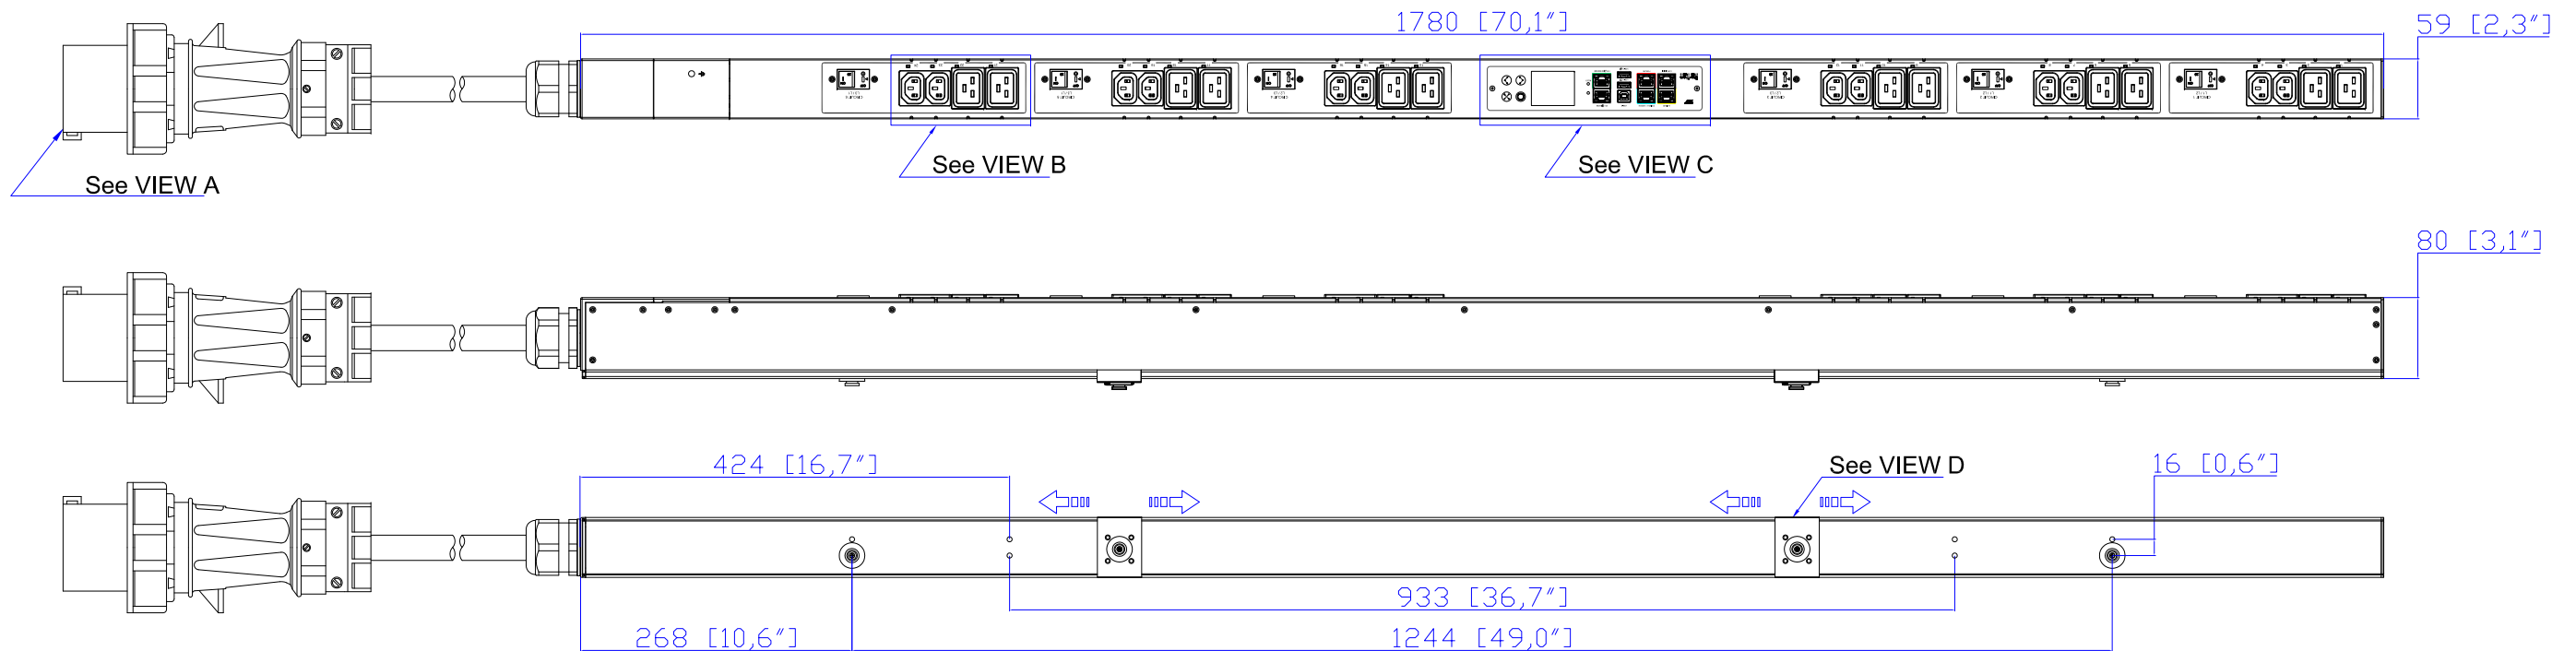 1780 [70,1"]
59 [2,3"]
See VIEW A
See VIEW B
See VIEW C
80 [3,1"]
424 [16,7"]
See VIEW D
16 [0,6"]
933 [36,7"]
268 [10,6"]
1244 [49,0"]